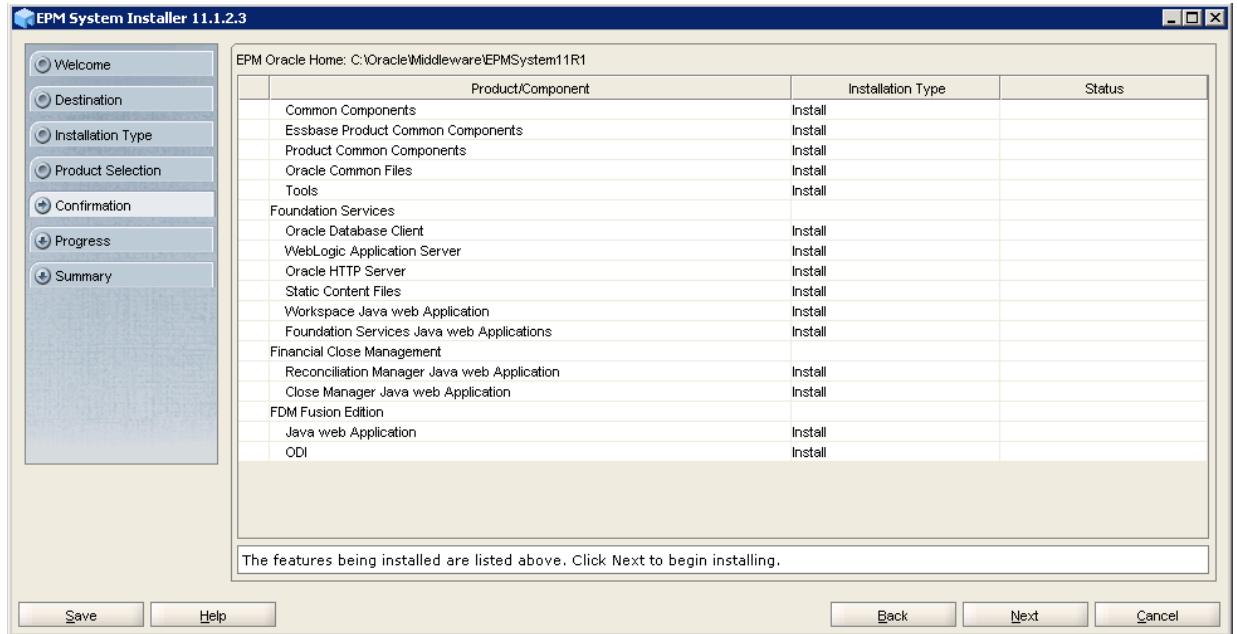 EPM System Installer 11.1.2.3
Welcome
Destination
Installation Type
Product Selection
Confirmation
Progress
Summary
EPM Oracle Home: C:\Oracle\Middleware\EPMSystem11R1
Product/Component Installation Type Status
Common Components Install
Essbase Product Common Components Install
Product Common Components Install
Oracle Common Files Install
Tools Install
Foundation Services
Oracle Database Client Install
WebLogic Application Server Install
Oracle HTTP Server Install
Static Content Files Install
Workspace Java web Application Install
Foundation Services Java web Applications Install
Financial Close Management
Reconciliation Manager Java web Application Install
Close Manager Java web Application Install
FDM Fusion Edition
Java web Application Install
ODI Install
The features being installed are listed above. Click Next to begin installing.
Save Help Back Next Cancel